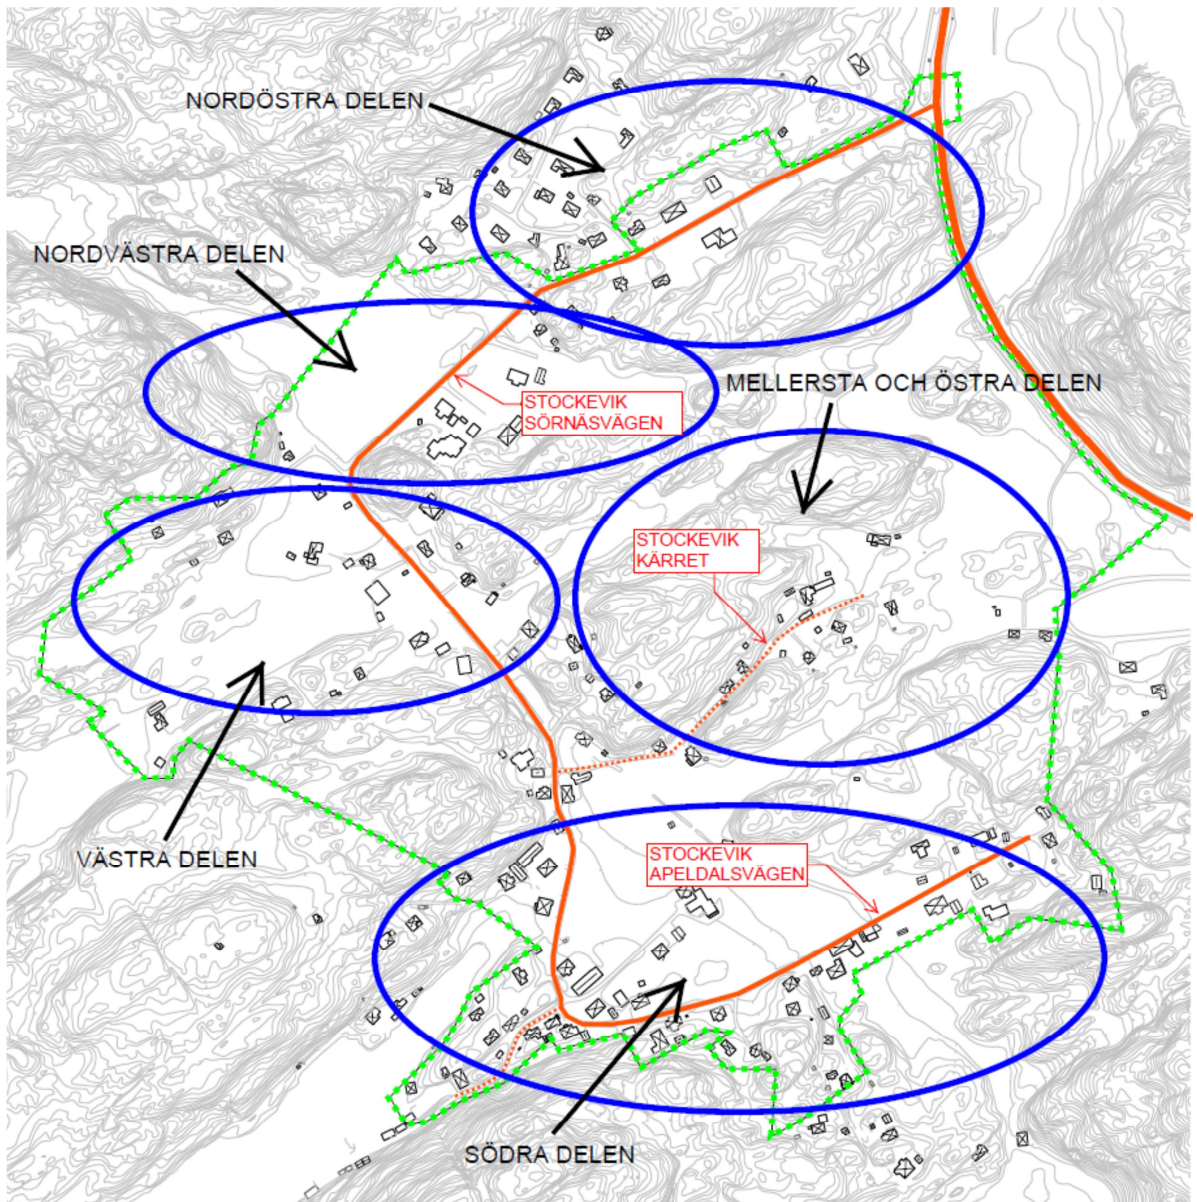 NORDÖSTRA DELEN
NORDVÄSTRA DELEN
MELLERSTA OCH ÖSTRA DELEN
STOCKEVIK
SÖRNÄSVÄGEN
STOCKEVIK
KÄRRET
VÄSTRA DELEN
STOCKEVIK
APELDALSVÄGEN
SÖDRA DELEN